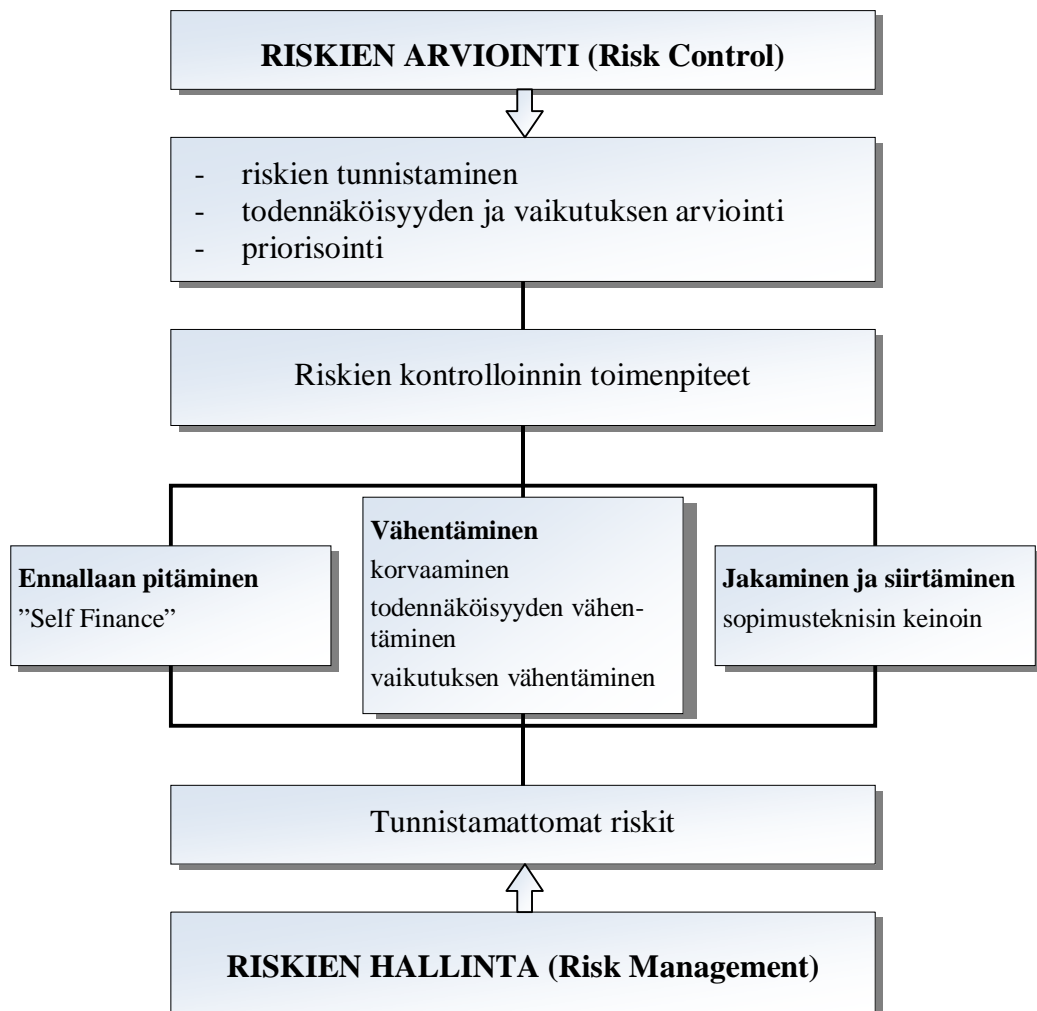 RISKIEN ARVIOINTI (Risk Control)
- riskien tunnistaminen
- todennäköisyyden ja vaikutuksen arviointi
- priorisointi
Riskien kontrolloinnin toimenpiteet
Ennallaan pitäminen
”Self Finance”
Vähentäminen
korvaaminen
todennäköisyyden vähen-
täminen
vaikutuksen vähentäminen
Jakaminen ja siirtäminen
sopimusteknisin keinoin
Tunnistamattomat riskit
RISKIEN HALLINTA (Risk Management)